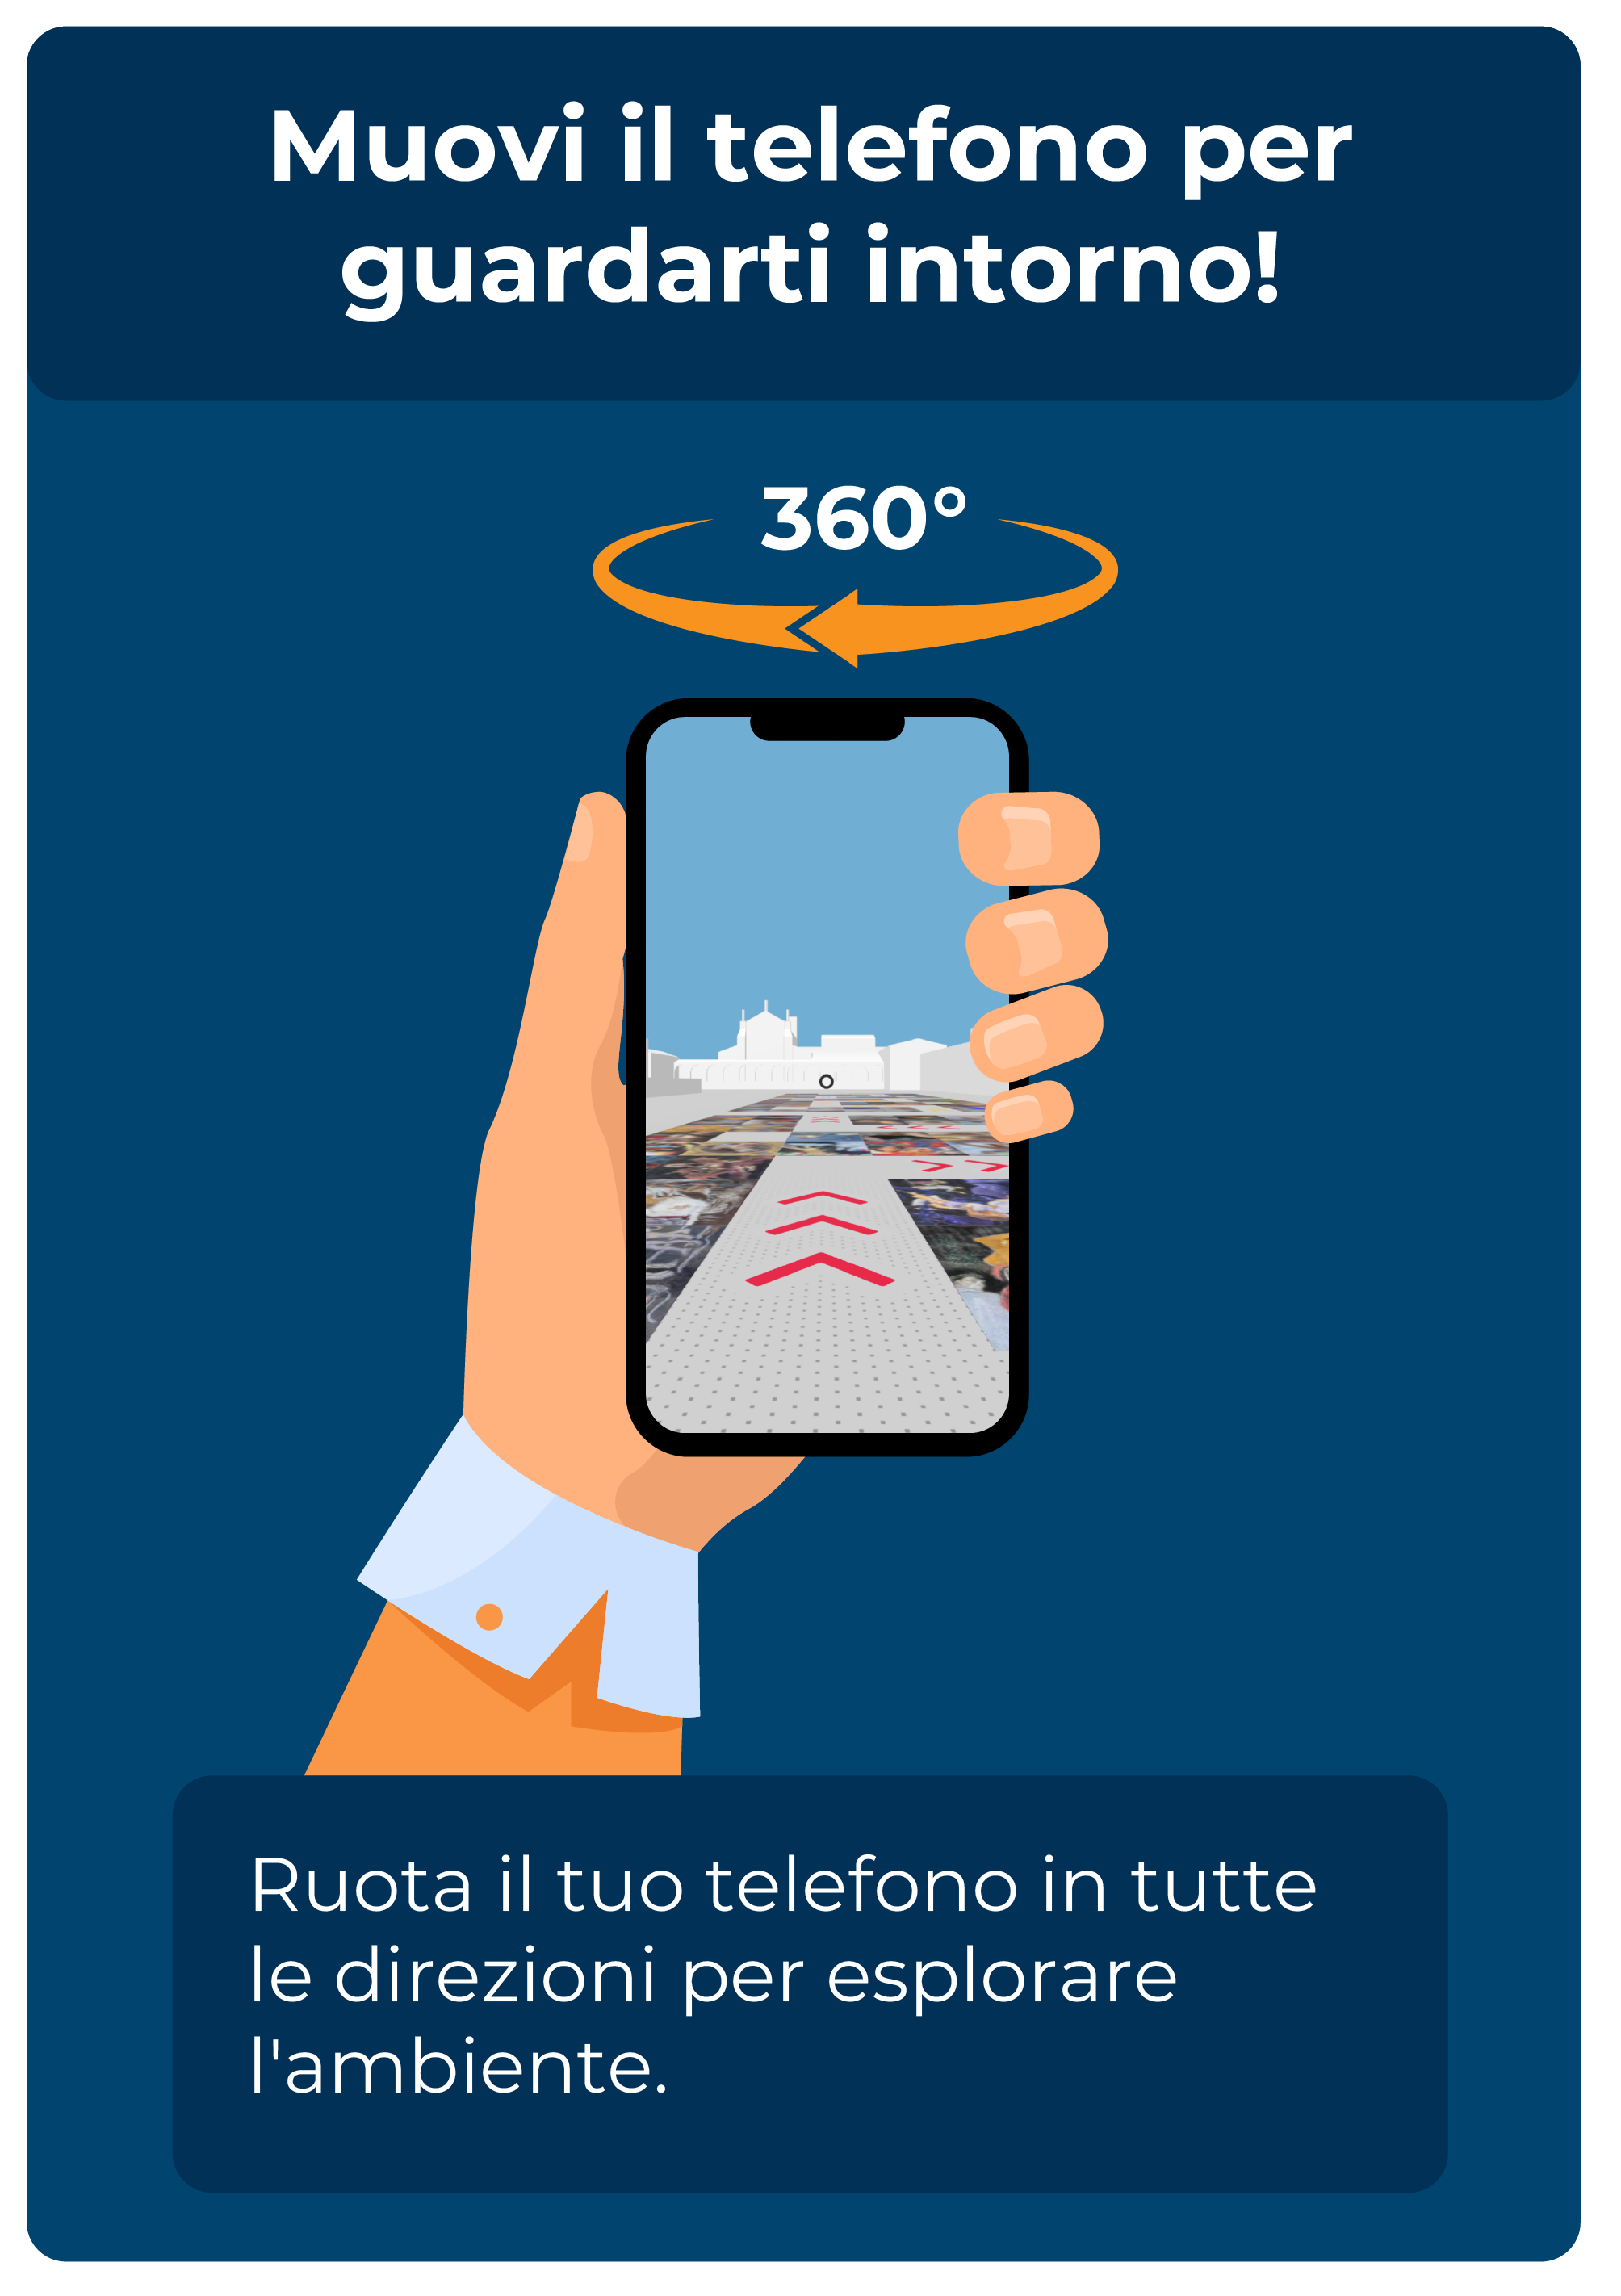 Muovi il telefono per
guardarti intorno!
360°
Ruota il tuo telefono in tutte
le direzioni per esplorare
l'ambiente.